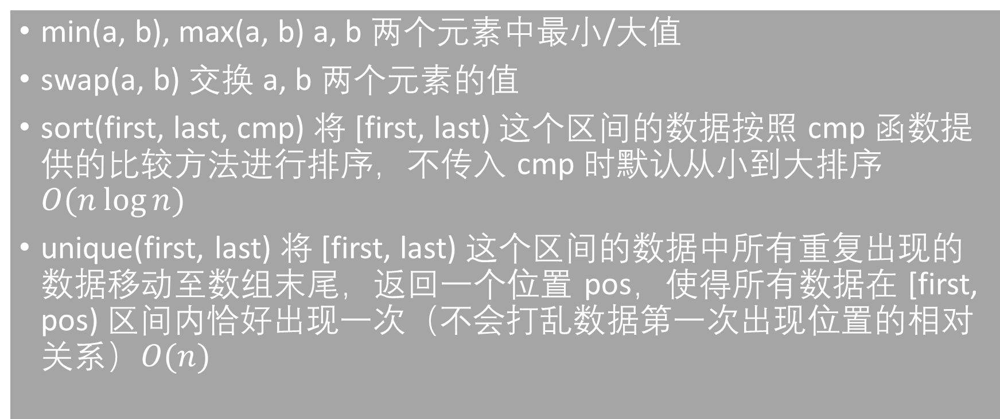 • min(a, b), max(a, b) a, b 两个元素中最小/大值
• swap(a, b) 交换 a, b 两个元素的值
• sort(first, last, cmp) 将 [first, last) 这个区间的数据按照 cmp 函数提
供的比较方法进行排序，不传入 cmp 时默认从小到大排序
O(n log n)
• unique(first, last) 将 [first, last) 这个区间的数据中所有重复出现的
数据移动至数组末尾，返回一个位置 pos，使得所有数据在 [first,
pos) 区间内恰好出现一次（不会打乱数据第一次出现位置的相对
关系）O(n)